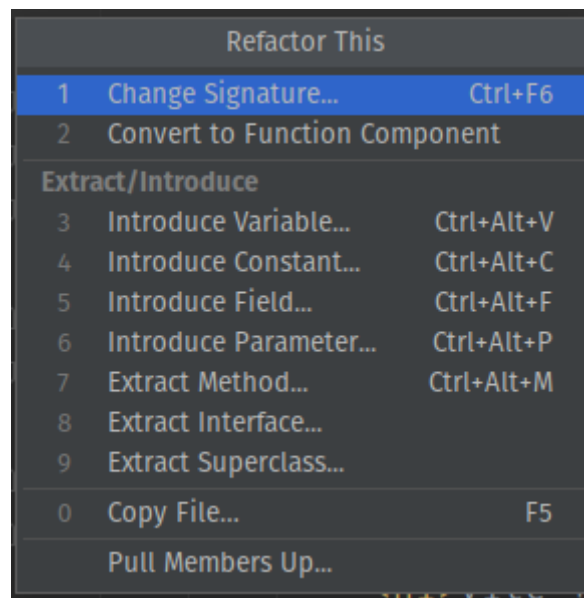 Refactor This
1 Change Signature... Ctrl+F6
2 Convert to Function Component
Extract/Introduce
3 Introduce Variable... Ctrl+Alt+V
4 Introduce Constant... Ctrl+Alt+C
5 Introduce Field... Ctrl+Alt+F
6 Introduce Parameter... Ctrl+Alt+P
7 Extract Method... Ctrl+Alt+M
8 Extract Interface...
9 Extract Superclass...
0 Copy File... F5
Pull Members Up...